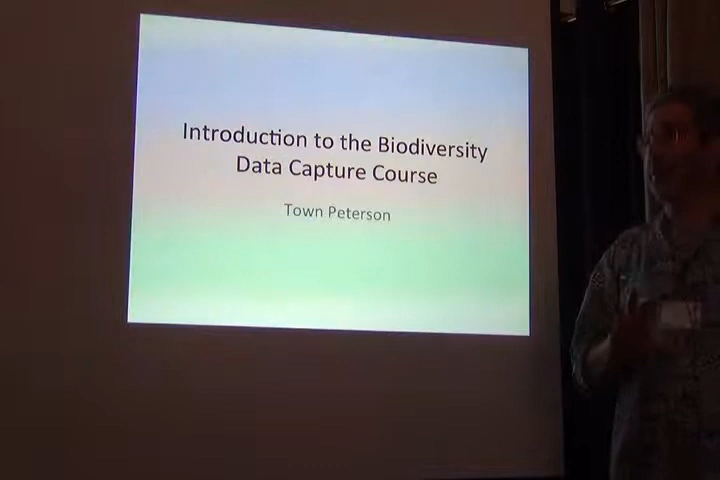 Introduction to the Biodiversity
Data Capture Course
Town Peterson